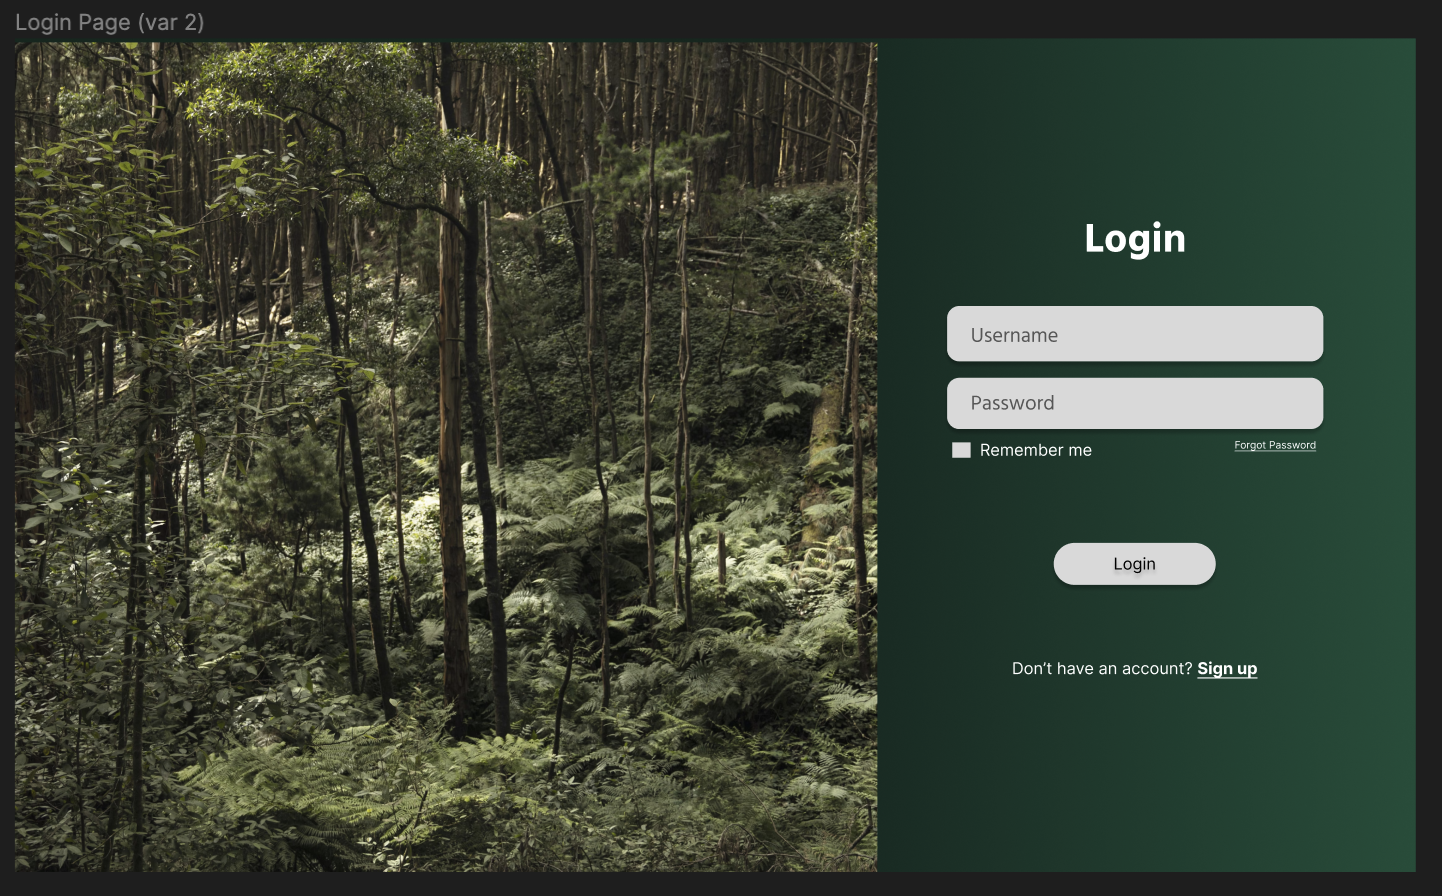 Login Page (var 2)
Login
Username
Password
Remember me
Forgot Password
Login
Don't have an account? Sign up